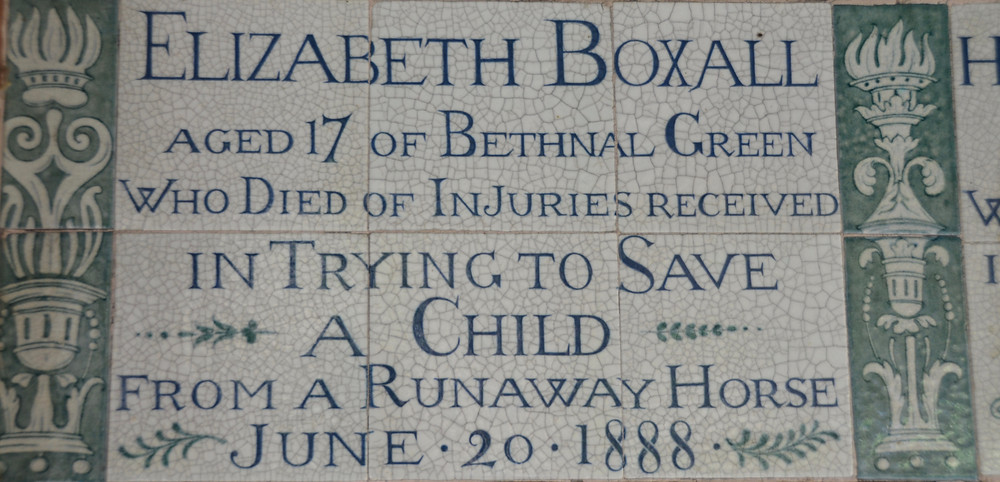 ELIZABETH BOXALL
AGED 17 OF BETHNAL GREEN
WHO DIED OF INJURIES RECEIVED
IN TRYING TO SAVE
A CHILD
FROM A RUNAWAY HORSE
JUNE · 20 · 1888 ·